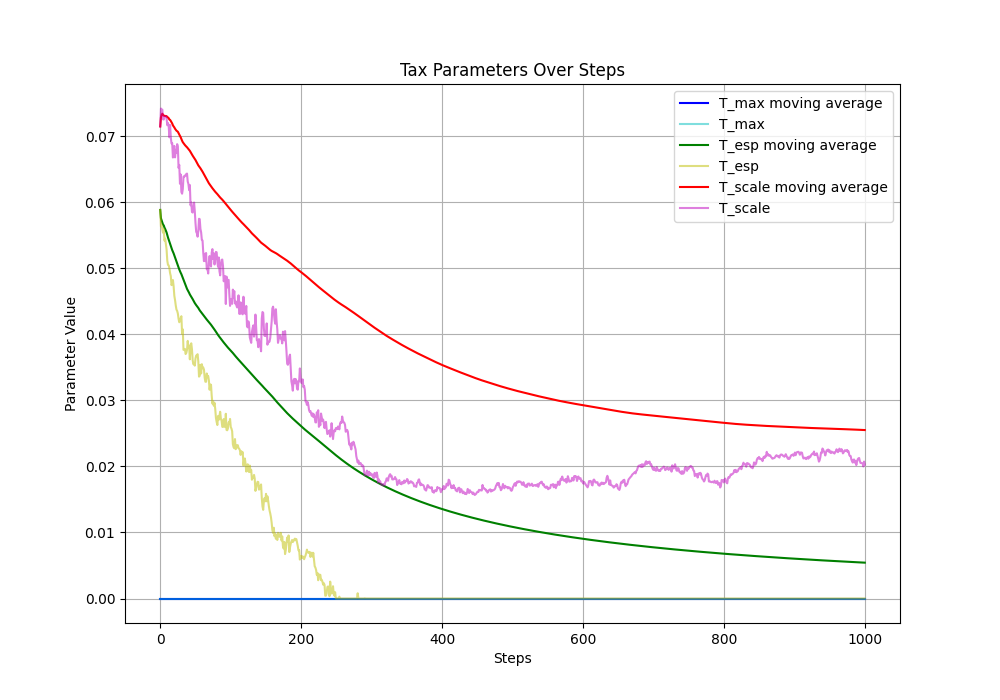 Tax Parameters Over Steps
T_max moving average
T_max
T_esp moving average
T_esp
T_scale moving average
T_scale
Parameter Value
0.07
0.06
0.05
0.04
0.03
0.02
0.01
0.00
0 200 400 600 800 1000
Steps